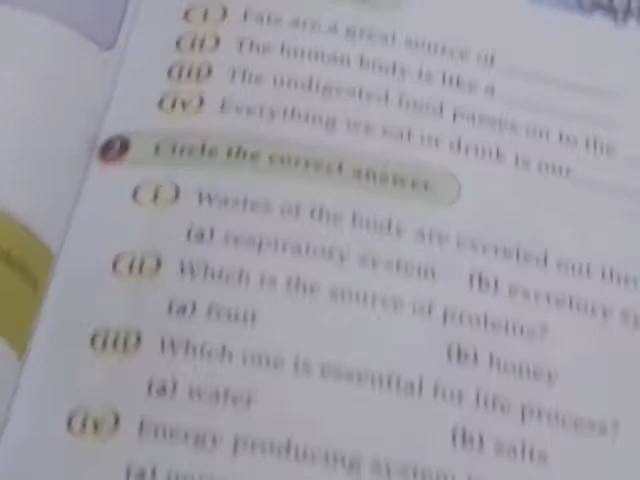 (i) Fats are a great source of
(ii) The human body is like a
(iii) The undigested food passes on to the
(iv) Everything we eat or drink is our
Circle the correct answer.
(i) Wastes of the body are excreted out
(a) respiratory system (b) excretory
(ii) Which is the source of proteins?
(a) fruit (b) honey
(iii) Which one is essential for life process?
(a) water (b) salts
(iv) Energy producing system
(a)